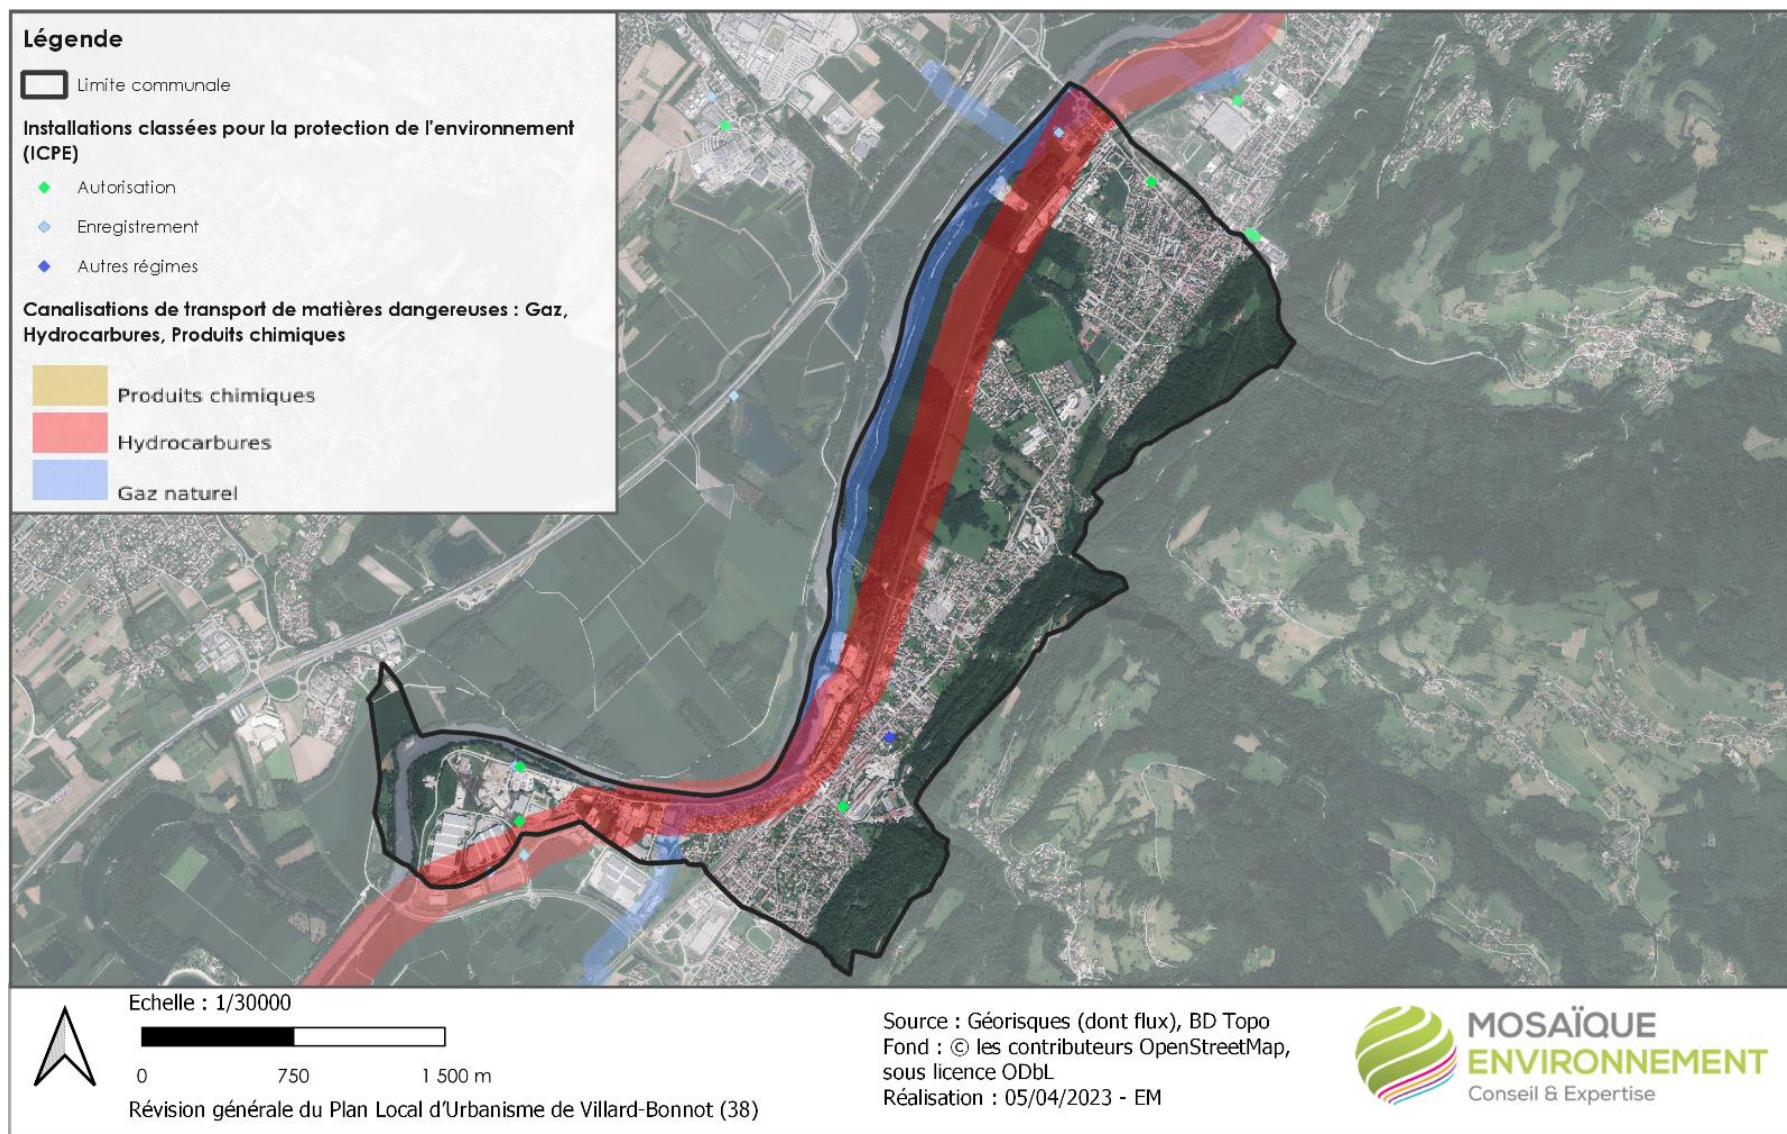 Légende
Limite communale
Installations classées pour la protection de l'environnement
(ICPE)
Autorisation
Enregistrement
Autres régimes
Canalisations de transport de matières dangereuses : Gaz,
Hydrocarbures, Produits chimiques
Produits chimiques
Hydrocarbures
Gaz naturel
Echelle : 1/30000
0 750 1 500 m
Révision générale du Plan Local d'Urbanisme de Villard-Bonnot (38)
Source : Géorisques (dont flux), BD Topo
Fond : © les contributeurs OpenStreetMap,
sous licence ODbL
Réalisation : 05/04/2023 - EM
MOSAÏQUE
ENVIRONNEMENT
Conseil & Expertise